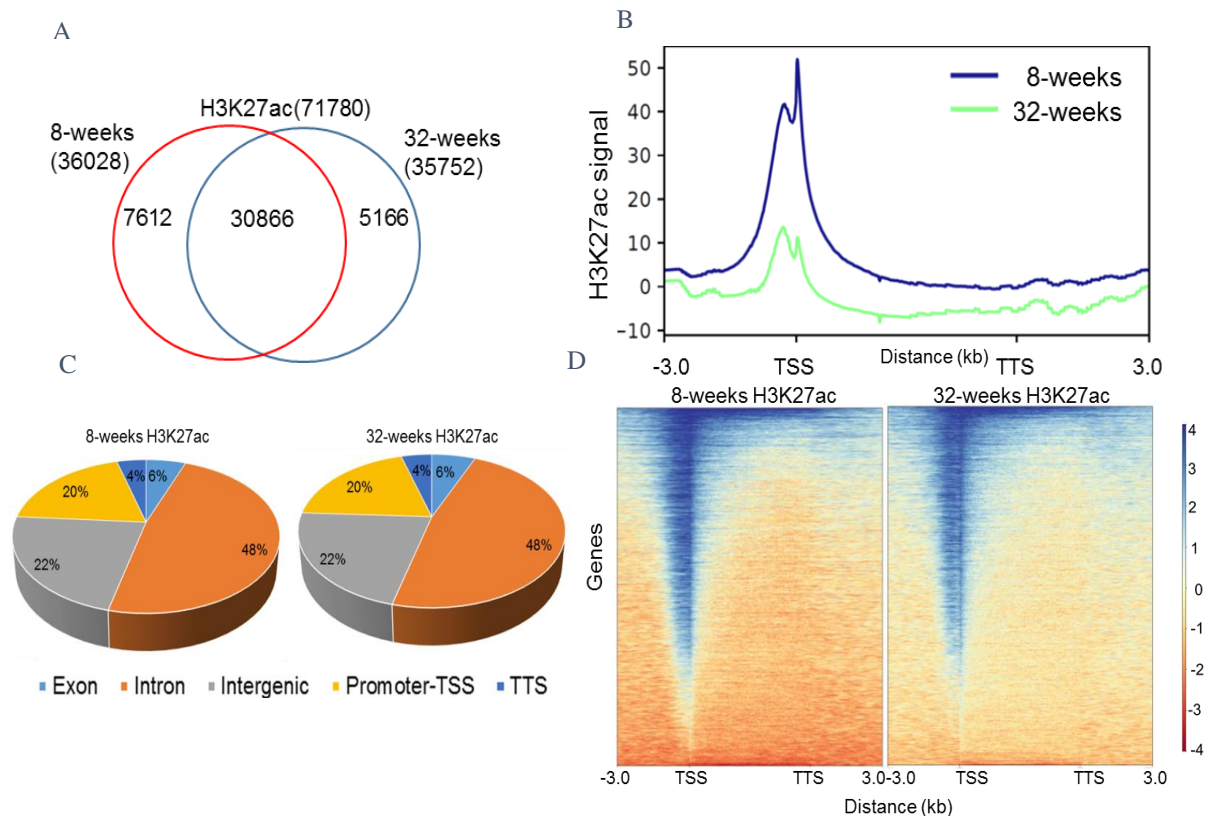 A
H3K27ac(71780)
8-weeks
(36028)
32-weeks
(35752)
7612
30866
5166
B
H3K27ac signal
50
40
30
20
10
0
−10
8-weeks
32-weeks
-3.0
TSS
Distance (kb)
TTS
3.0
C
8-weeks H3K27ac
4%
6%
20%
48%
22%
32-weeks H3K27ac
4%
6%
20%
48%
22%
Exon
Intron
Intergenic
Promoter-TSS
TTS
D
8-weeks H3K27ac
32-weeks H3K27ac
Genes
4
3
2
1
0
-1
-2
-3
-4
-3.0
TSS
TTS
3.0
-3.0
TSS
TTS
3.0
Distance (kb)